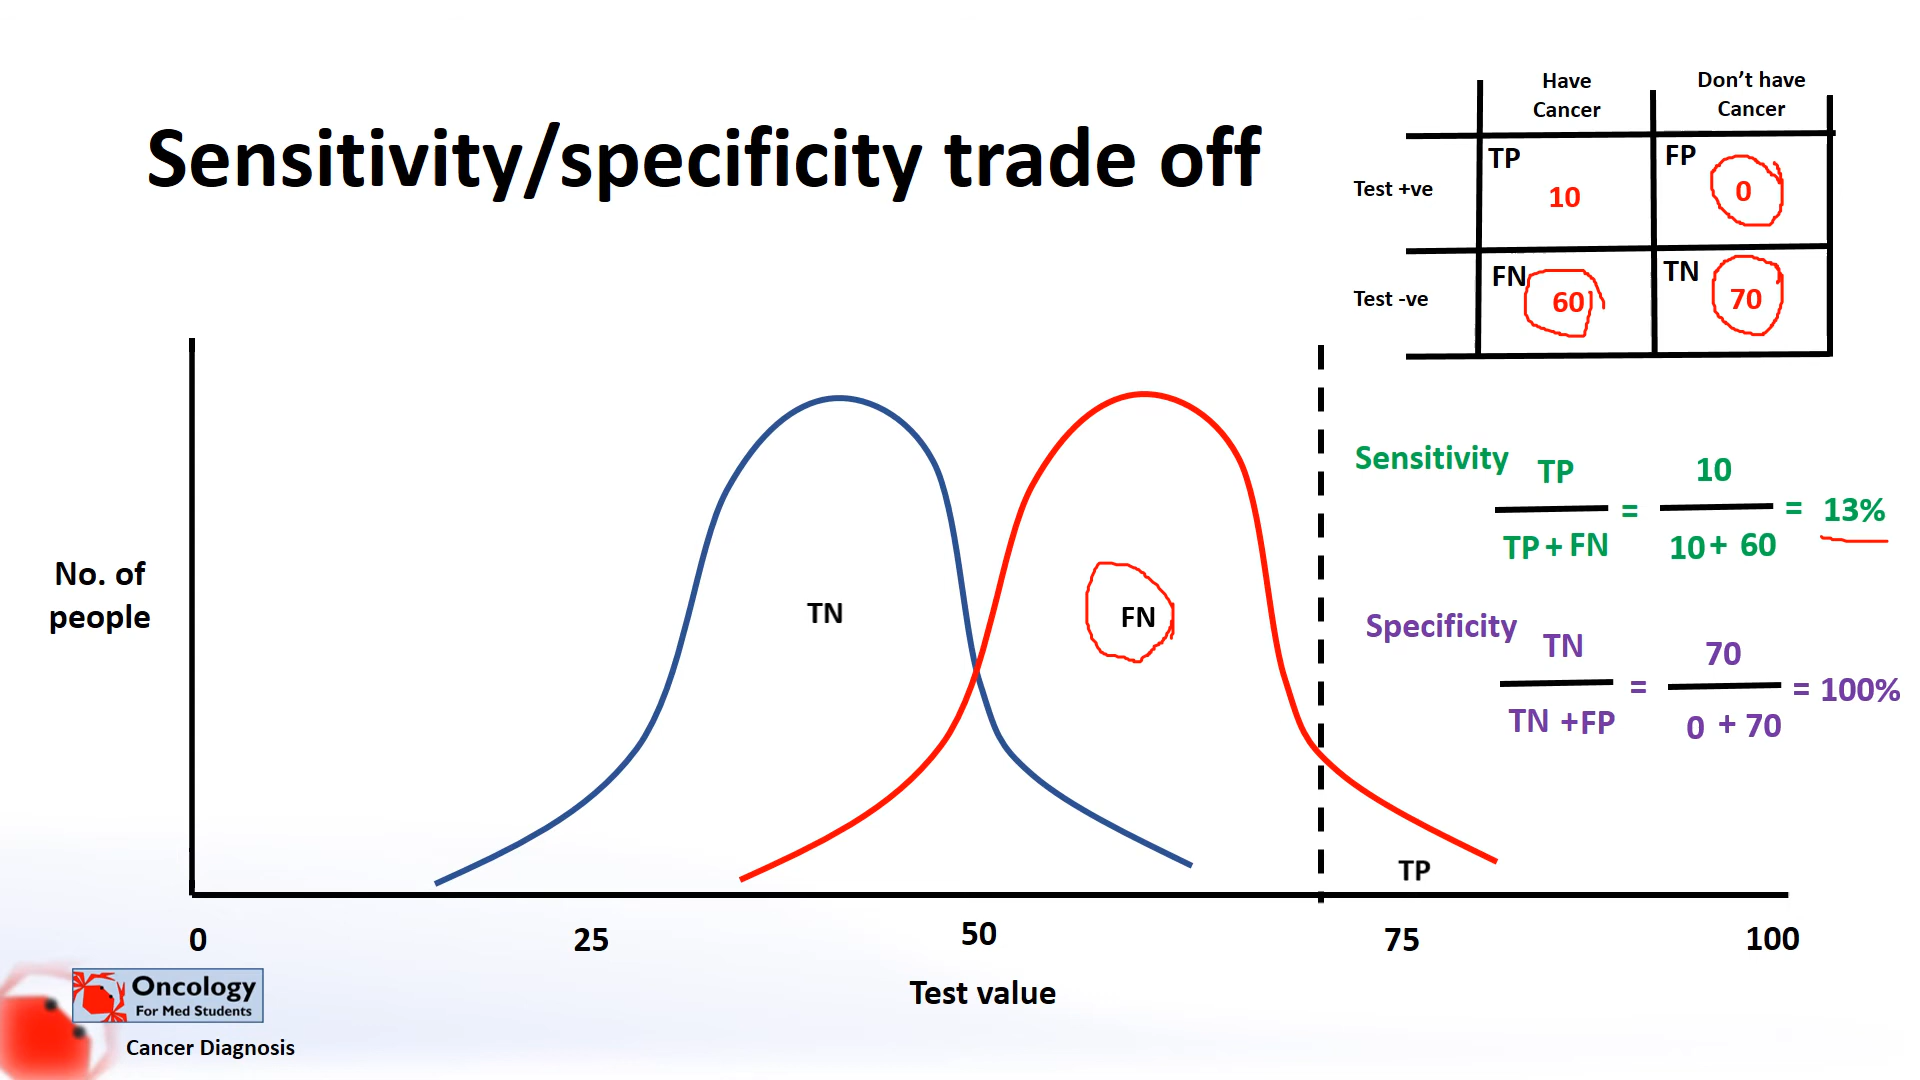 Sensitivity/specificity trade off
Have
Cancer
Don't have
Cancer
Test +ve
TP
10
FP
0
Test -ve
FN
60
TN
70
Sensitivity
TP
TP + FN
=
10
10 + 60
= 13%
Specificity
TN
TN + FP
=
70
0 + 70
= 100%
No. of
people
TN
FN
TP
0
25
50
75
100
Test value
Oncology
For Med Students
Cancer Diagnosis